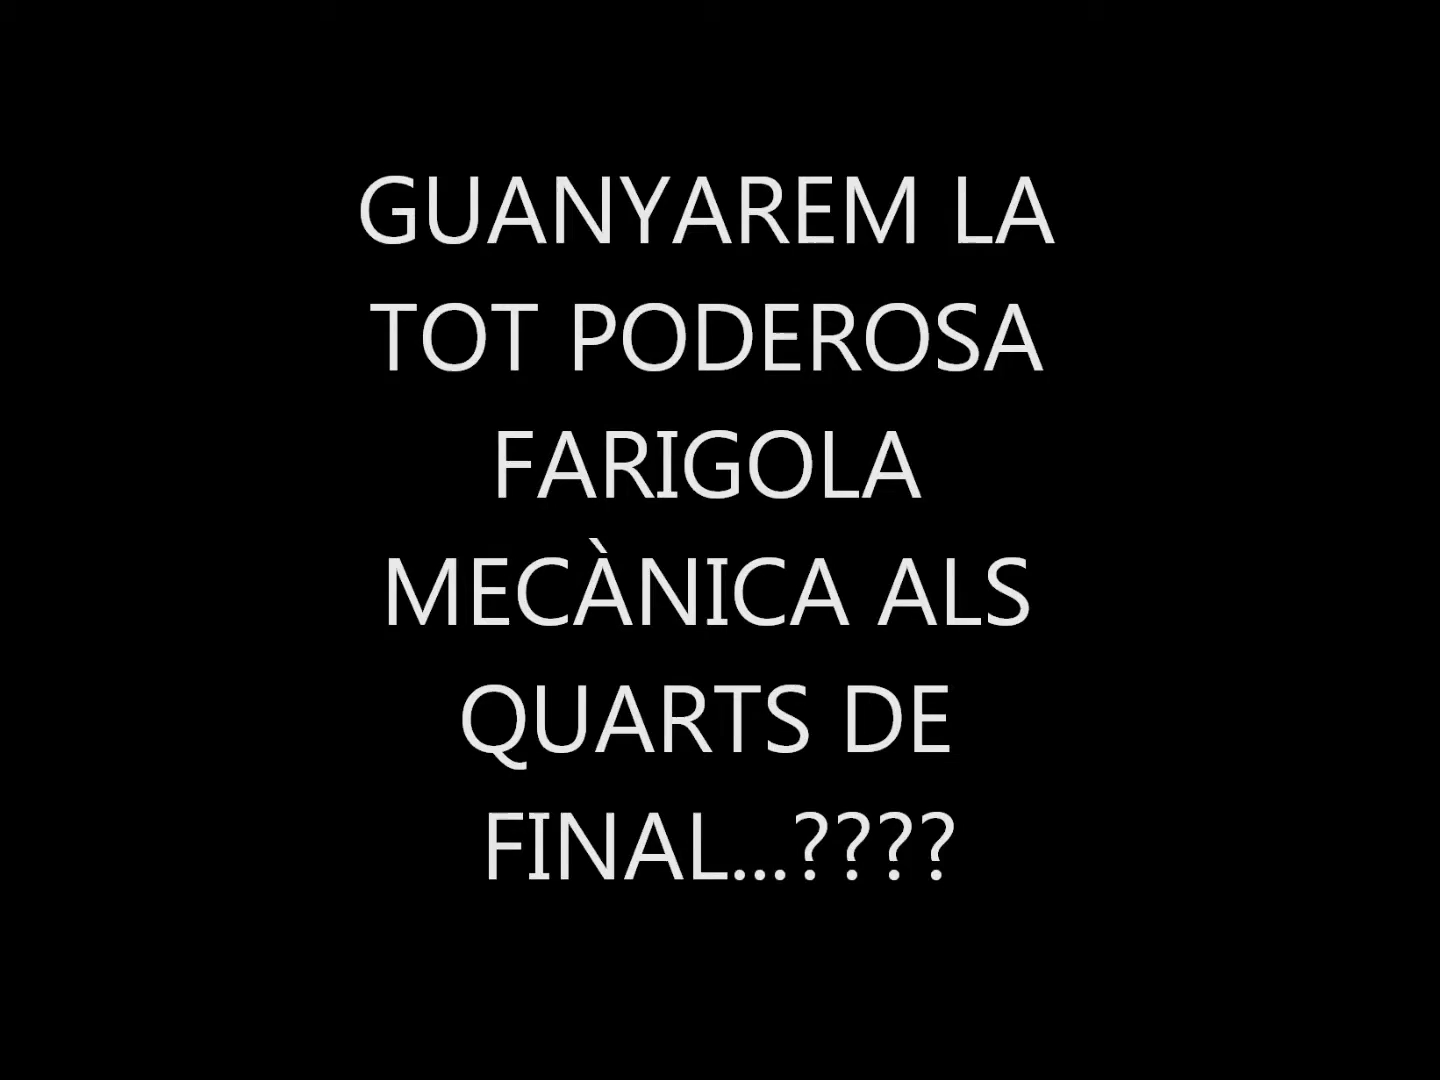 GUANYAREM LA
TOT PODEROSA
FARIGOLA
MECÀNICA ALS
QUARTS DE
FINAL...????